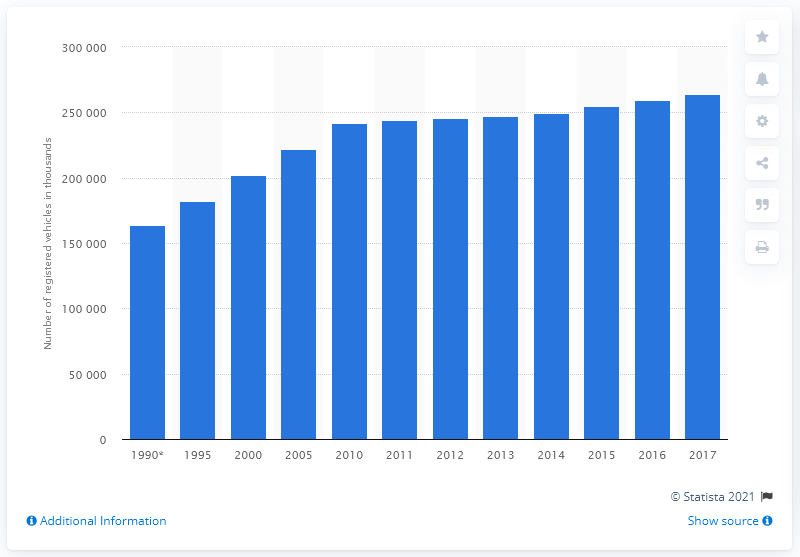 300 000
250 000
200 000
150 000
100 000
50 000
0
Number of registered vehicles in thousands
1990* 1995 2000 2005 2010 2011 2012 2013 2014 2015 2016 2017
© Statista 2021
Additional Information Show source